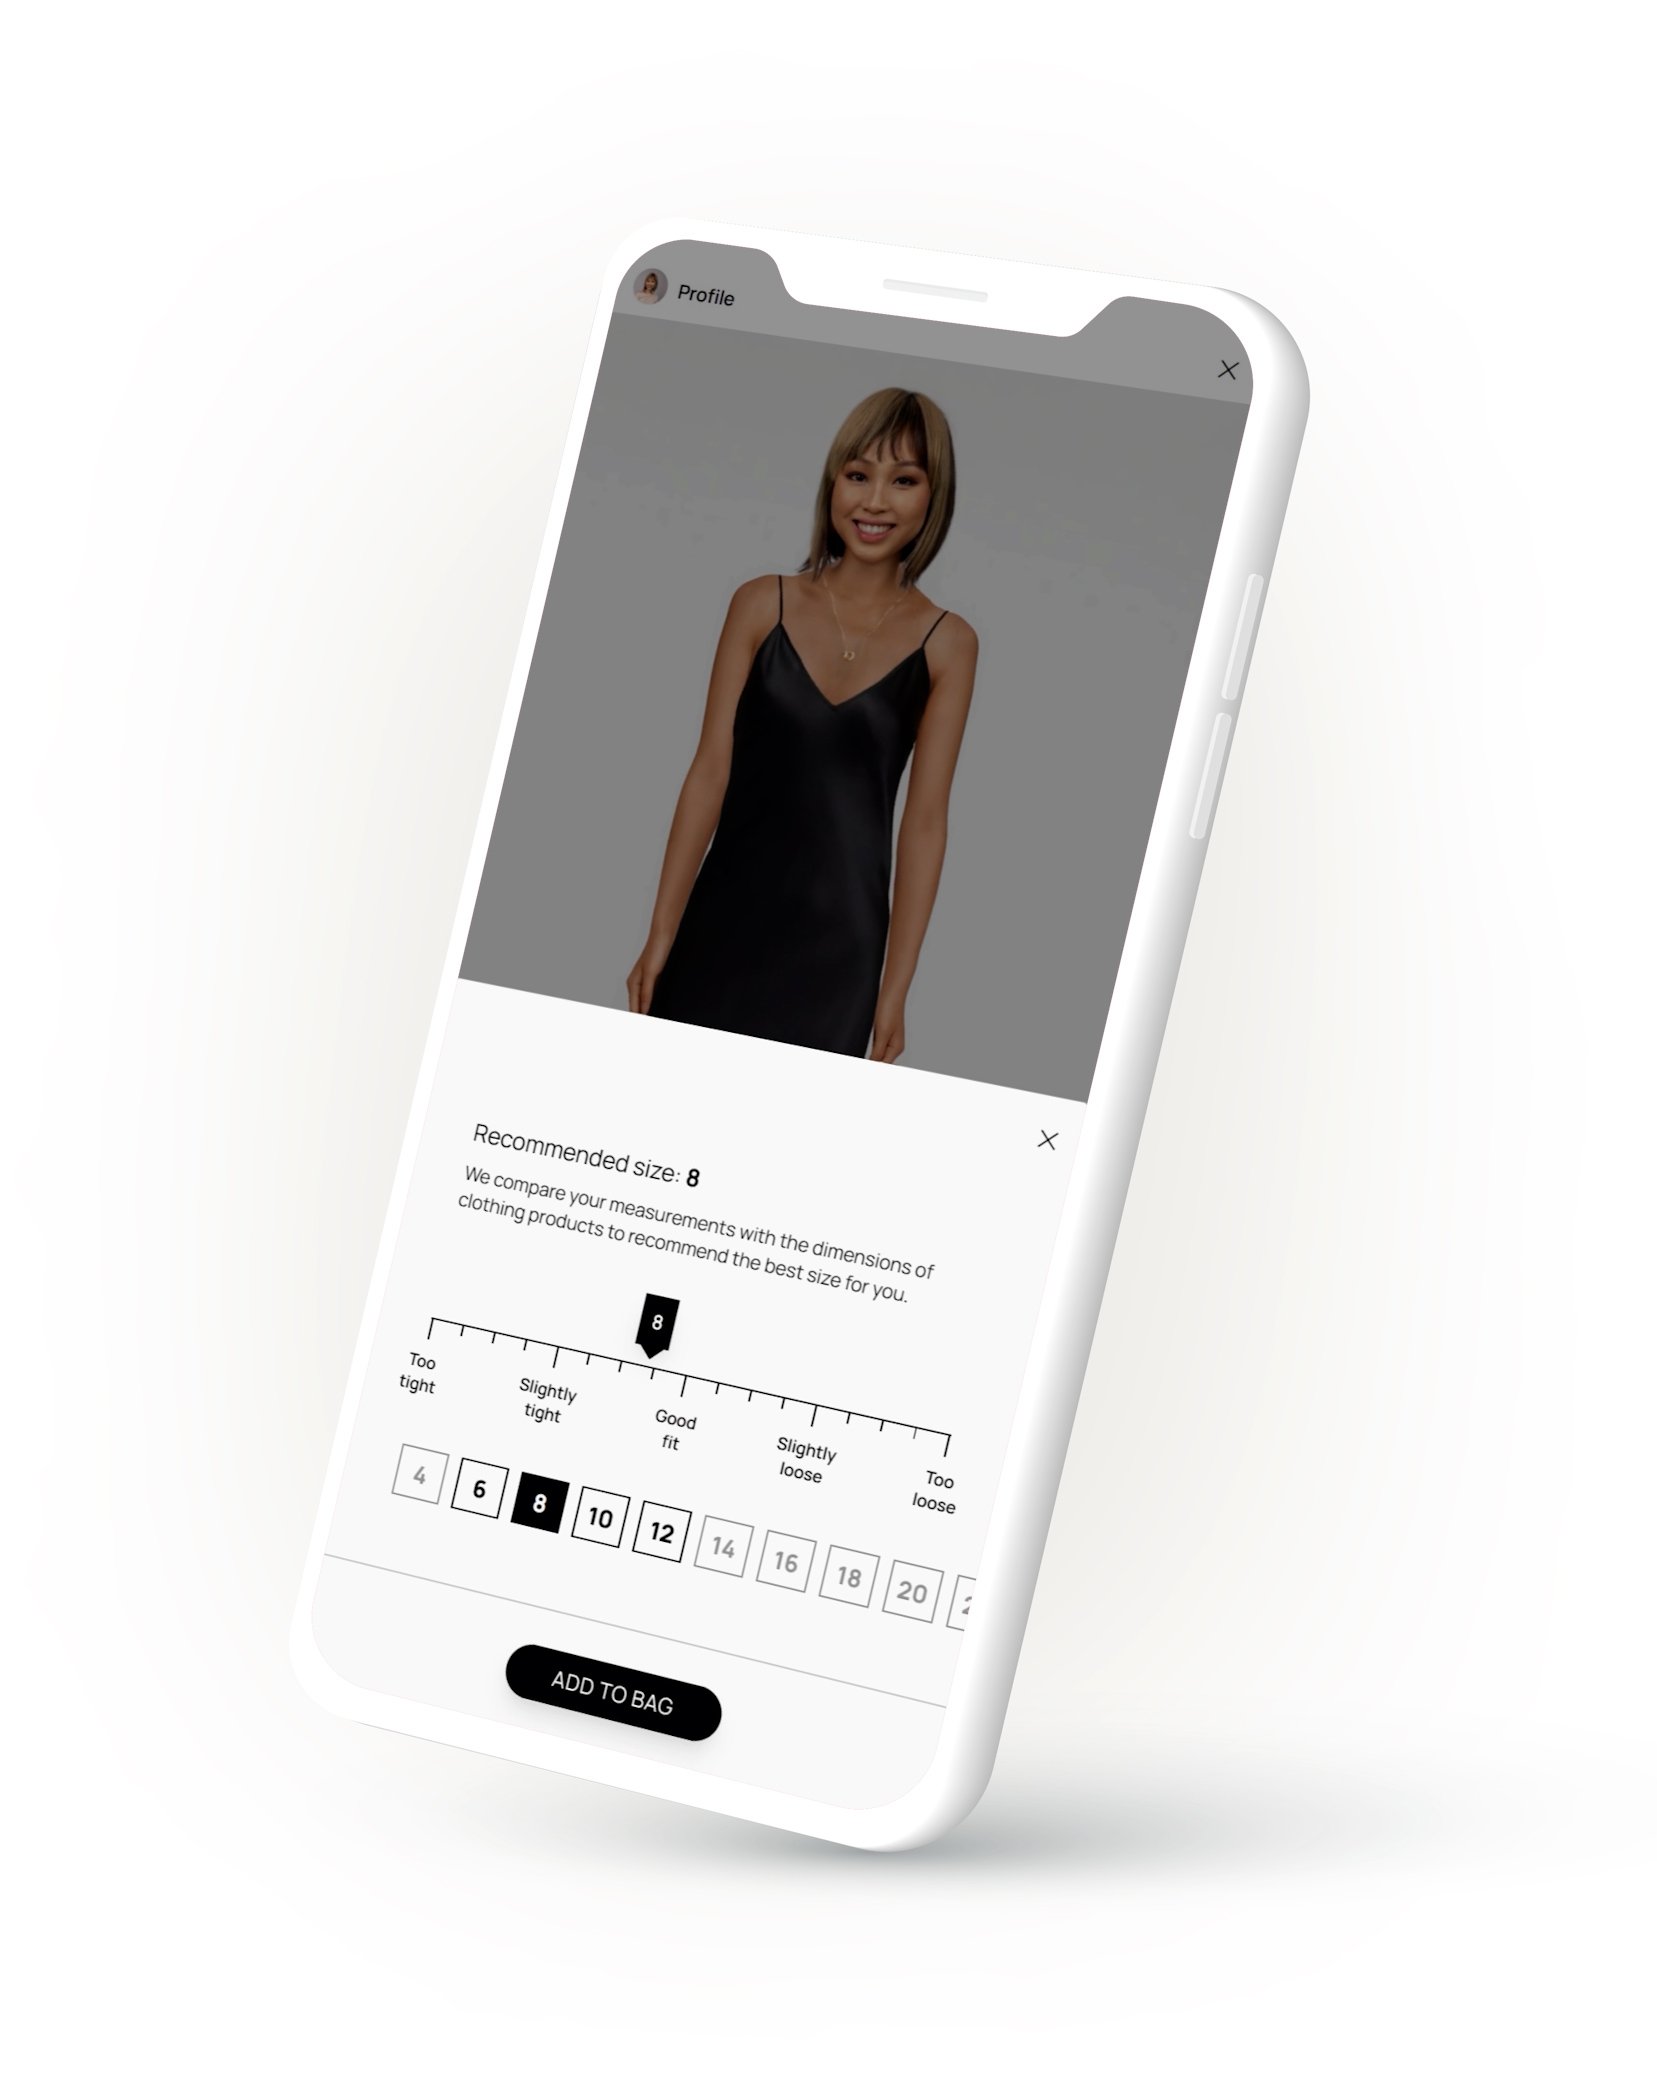 Profile
Recommended size: 8
We compare your measurements with the dimensions of
clothing products to recommend the best size for you.
8
Too
tight
Slightly
tight
Good
fit
Slightly
loose
Too
loose
4 6 8 10 12 14 16 18 20
ADD TO BAG